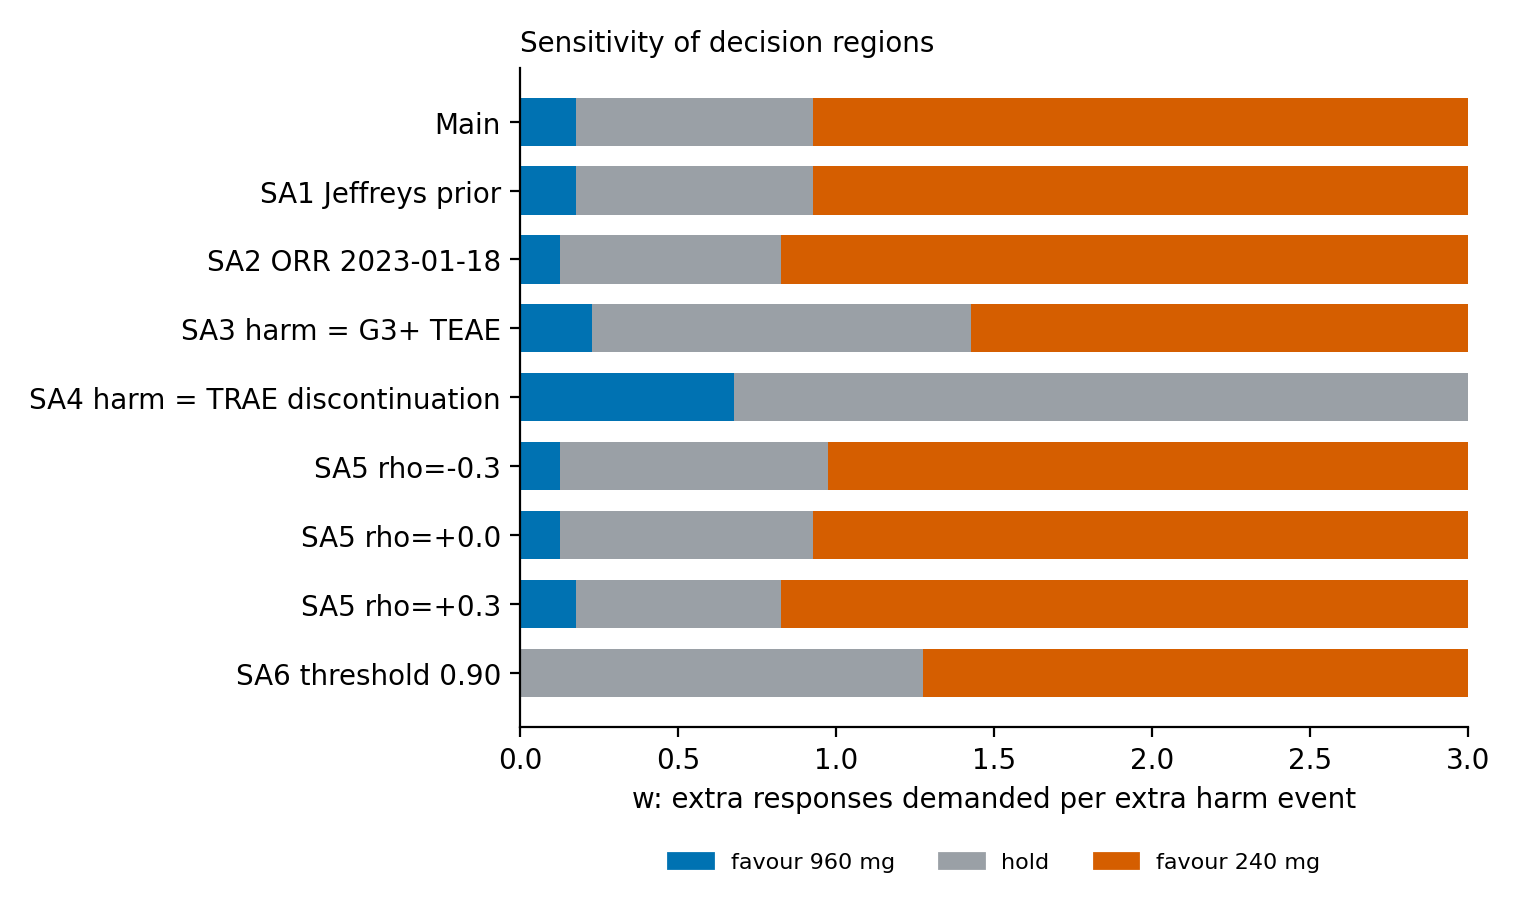 Sensitivity of decision regions
Main
SA1 Jeffreys prior
SA2 ORR 2023-01-18
SA3 harm = G3+ TEAE
SA4 harm = TRAE discontinuation
SA5 rho=-0.3
SA5 rho=+0.0
SA5 rho=+0.3
SA6 threshold 0.90
0.0 0.5 1.0 1.5 2.0 2.5 3.0
w: extra responses demanded per extra harm event
favour 960 mg hold favour 240 mg